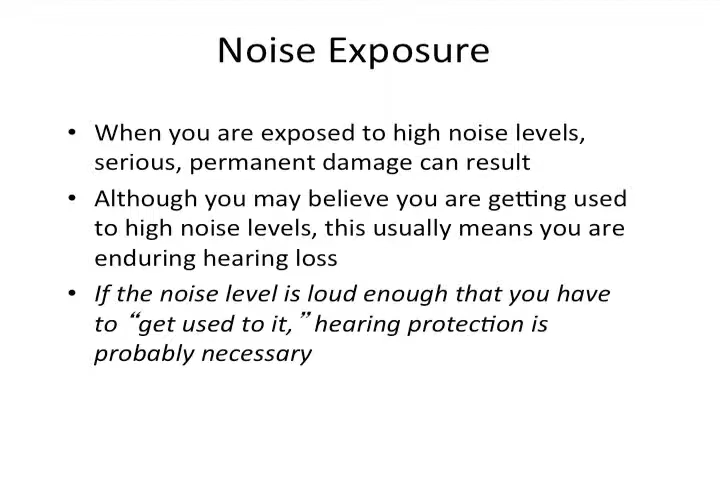 Noise Exposure
• When you are exposed to high noise levels,
serious, permanent damage can result
• Although you may believe you are getting used
to high noise levels, this usually means you are
enduring hearing loss
• If the noise level is loud enough that you have
to “get used to it,” hearing protection is
probably necessary